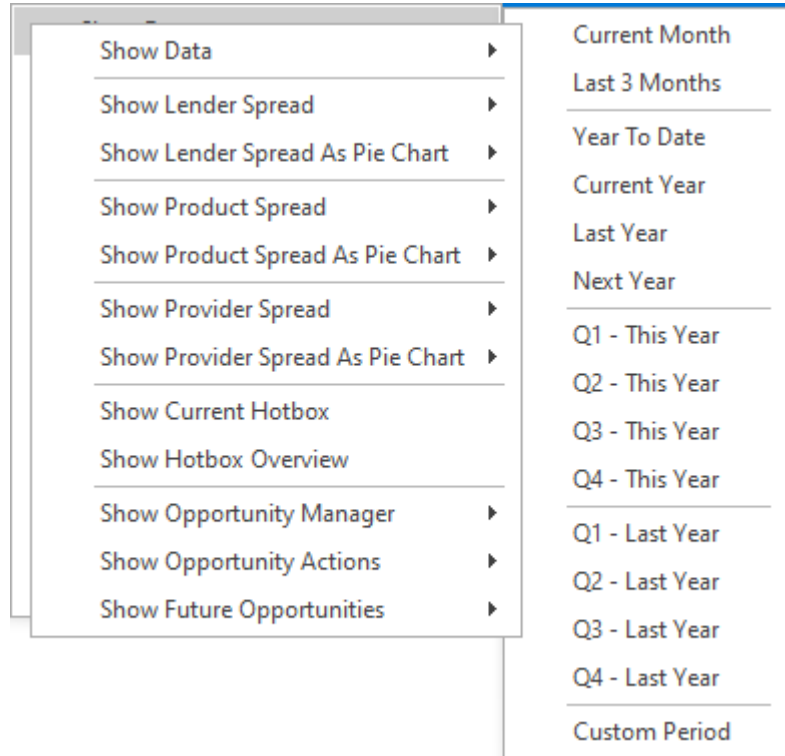 Show Data
Show Lender Spread
Show Lender Spread As Pie Chart
Show Product Spread
Show Product Spread As Pie Chart
Show Provider Spread
Show Provider Spread As Pie Chart
Show Current Hotbox
Show Hotbox Overview
Show Opportunity Manager
Show Opportunity Actions
Show Future Opportunities
Current Month
Last 3 Months
Year To Date
Current Year
Last Year
Next Year
Q1 - This Year
Q2 - This Year
Q3 - This Year
Q4 - This Year
Q1 - Last Year
Q2 - Last Year
Q3 - Last Year
Q4 - Last Year
Custom Period